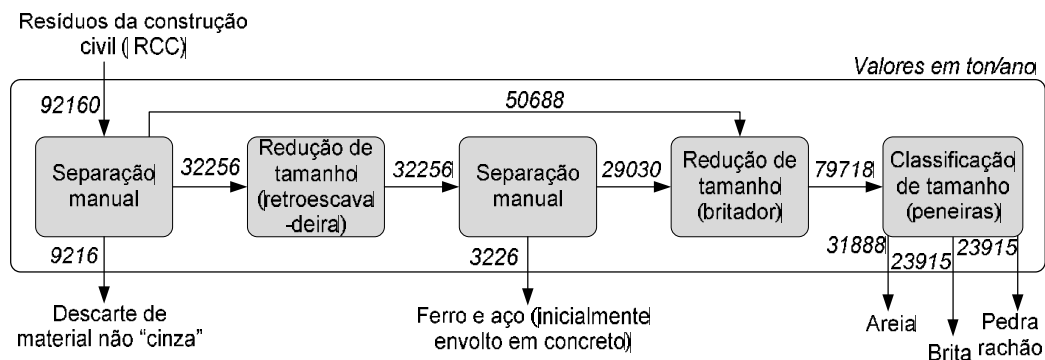 Resíduos da construção
civil ( RCC)
Valores em ton/ano
92160
50688
Separação
manual
32256
Redução de
tamanho
(retroescava
-deira)
32256
Separação
manual
29030
Redução de
tamanho
(britador)
79718
Classificação
de tamanho
(peneiras)
9216
3226
31888
23915
23915
Descarte de
material não “cinza”
Ferro e aço (inicialmente
envolto em concreto)
Areia
Brita
Pedra
rachão